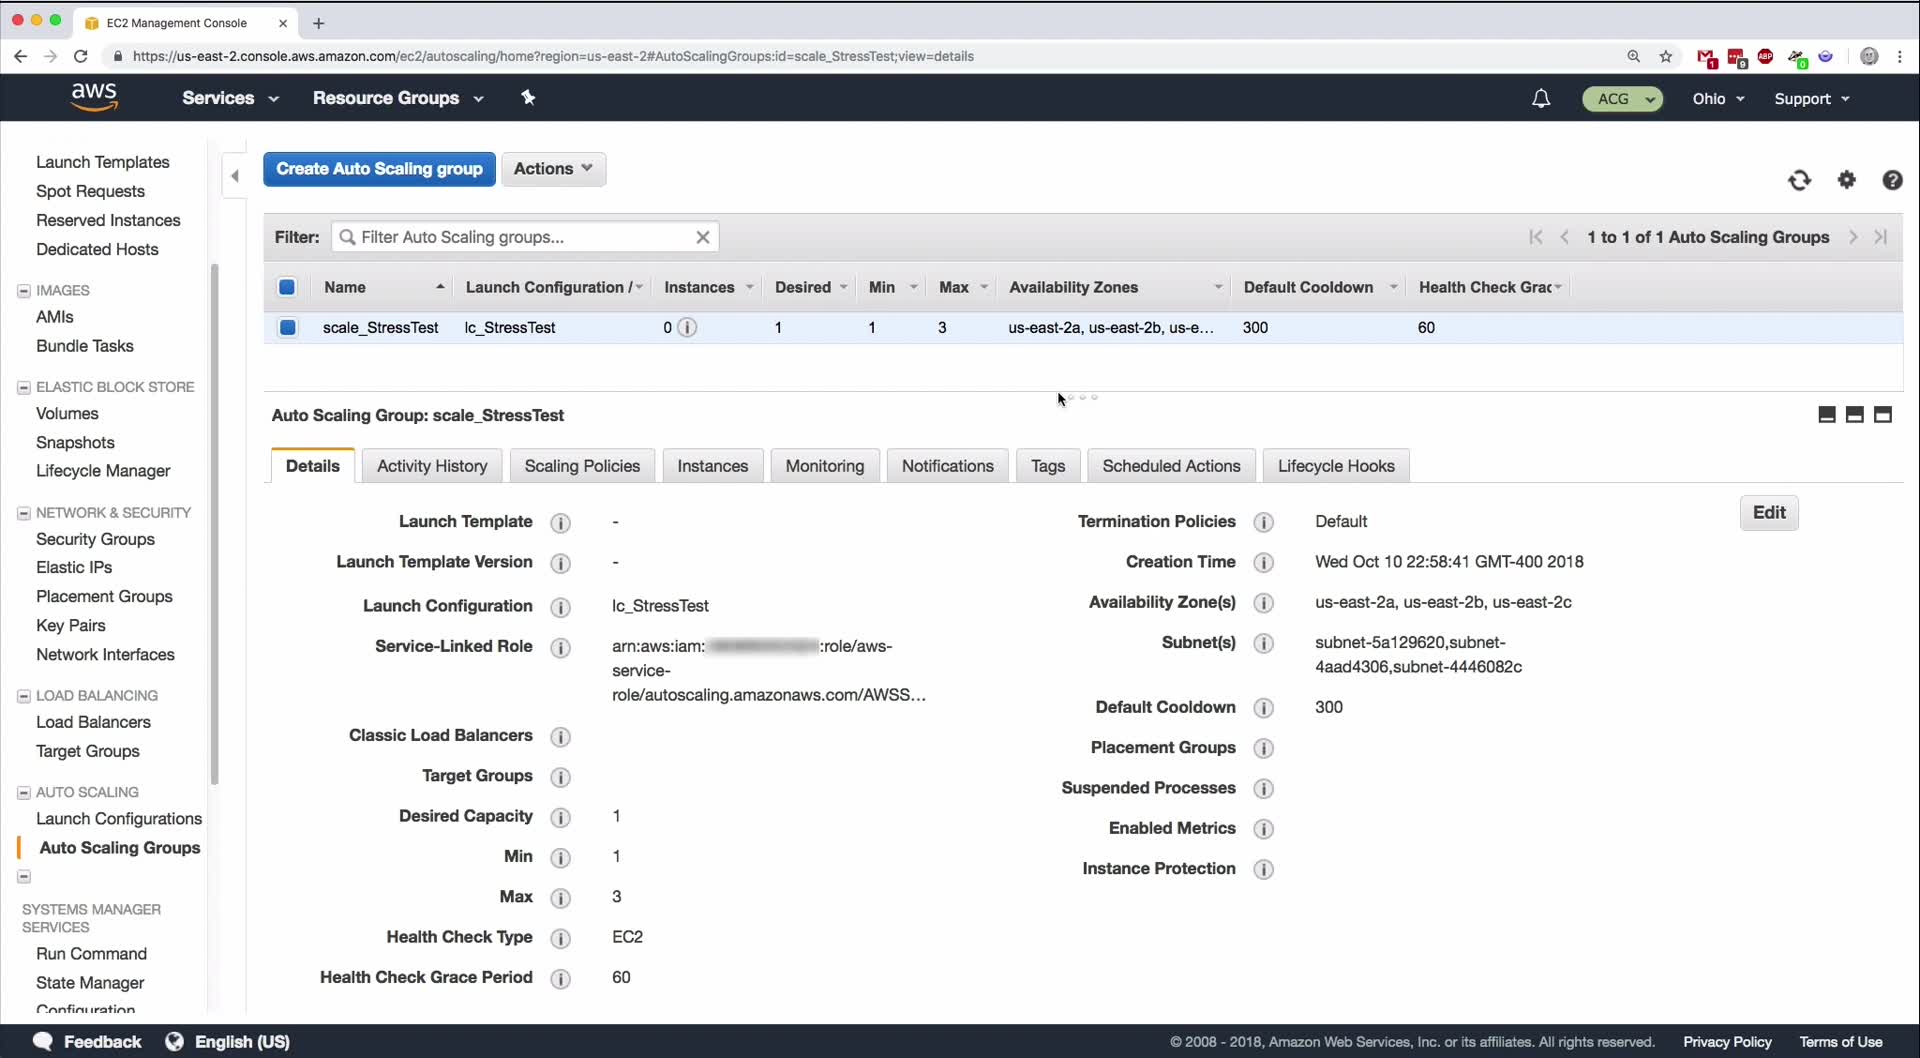 EC2 Management Console
https://us-east-2.console.aws.amazon.com/ec2/autoscaling/home?region=us-east-2#AutoScalingGroups:id=scale_StressTest;view=details
1
9
ABP
0
aws
Services
Resource Groups
ACG
Ohio
Support
Launch Templates
Spot Requests
Reserved Instances
Dedicated Hosts
IMAGES
AMIs
Bundle Tasks
ELASTIC BLOCK STORE
Volumes
Snapshots
Lifecycle Manager
NETWORK & SECURITY
Security Groups
Elastic IPs
Placement Groups
Key Pairs
Network Interfaces
LOAD BALANCING
Load Balancers
Target Groups
AUTO SCALING
Launch Configurations
Auto Scaling Groups
SYSTEMS MANAGER
SERVICES
Run Command
State Manager
Configuration
Create Auto Scaling group
Actions
Filter:
Filter Auto Scaling groups...
1 to 1 of 1 Auto Scaling Groups
Name Launch Configuration / Instances Desired Min Max Availability Zones Default Cooldown Health Check Grac
scale_StressTest lc_StressTest 0 1 1 3 us-east-2a, us-east-2b, us-e... 300 60
Auto Scaling Group: scale_StressTest
Details Activity History Scaling Policies Instances Monitoring Notifications Tags Scheduled Actions Lifecycle Hooks
Edit
Launch Template -
Launch Template Version -
Launch Configuration lc_StressTest
Service-Linked Role arn:aws:iam: :role/aws-
service-
role/autoscaling.amazonaws.com/AWSS...
Classic Load Balancers
Target Groups
Desired Capacity 1
Min 1
Max 3
Health Check Type EC2
Health Check Grace Period 60
Termination Policies Default
Creation Time Wed Oct 10 22:58:41 GMT-400 2018
Availability Zone(s) us-east-2a, us-east-2b, us-east-2c
Subnet(s) subnet-5a129620,subnet-
4aad4306,subnet-4446082c
Default Cooldown 300
Placement Groups
Suspended Processes
Enabled Metrics
Instance Protection
Feedback
English (US)
© 2008 - 2018, Amazon Web Services, Inc. or its affiliates. All rights reserved.
Privacy Policy
Terms of Use